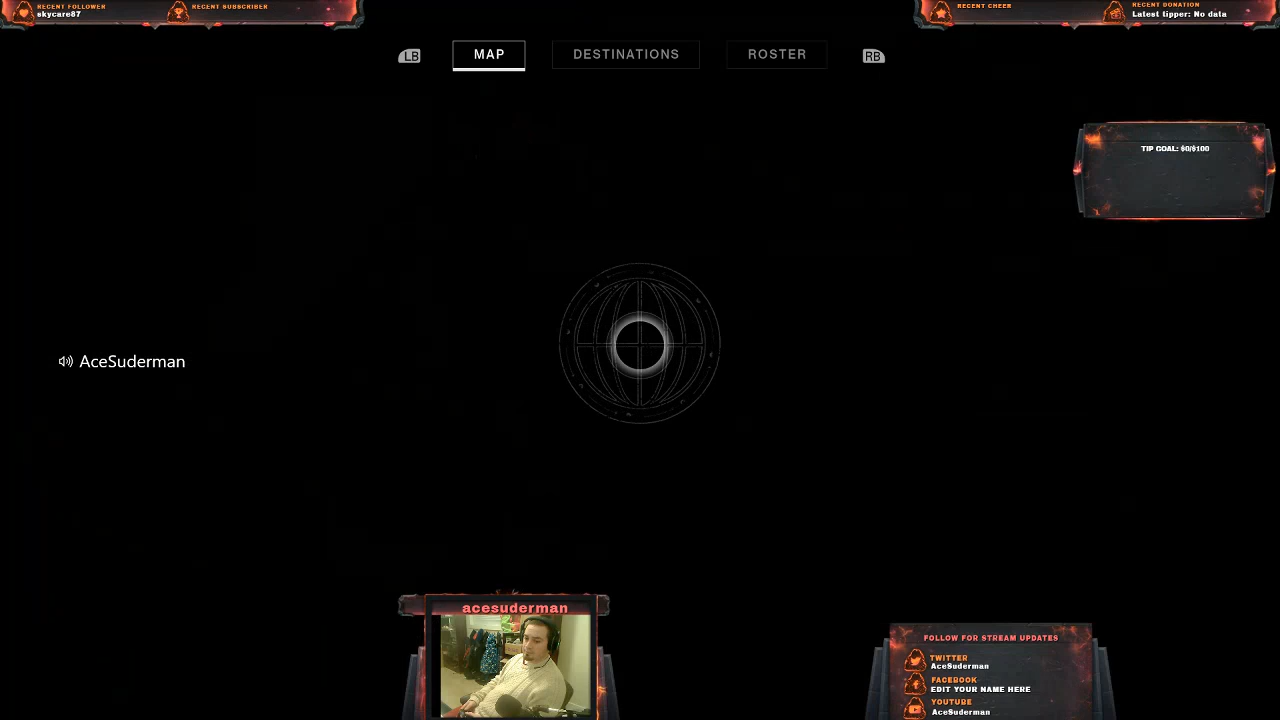 RECENT FOLLOWER
skycare87
RECENT SUBSCRIBER
RECENT CHEER
RECENT DONATION
Latest tipper: No data
LB
MAP
DESTINATIONS
ROSTER
RB
TIP GOAL: $0/$100
AceSuderman
acesuderman
FOLLOW FOR STREAM UPDATES
TWITTER
AceSuderman
FACEBOOK
EDIT YOUR NAME HERE
YOUTUBE
AceSuderman